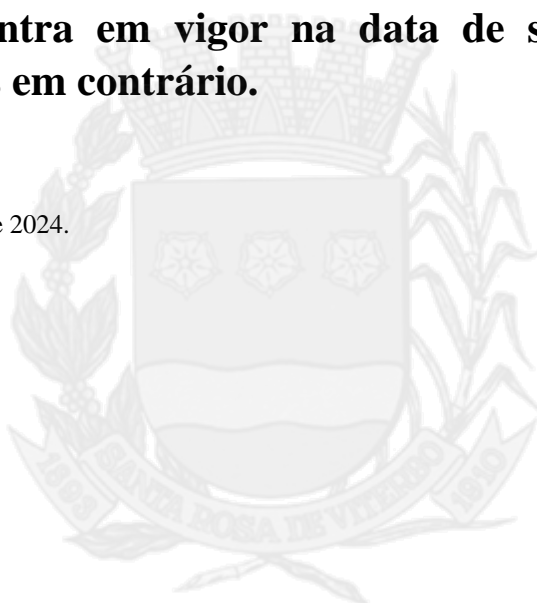 ntra em vigor na data de s
em contrário.
e 2024.
1893 SANTA ROSA DE VITERBO 1910